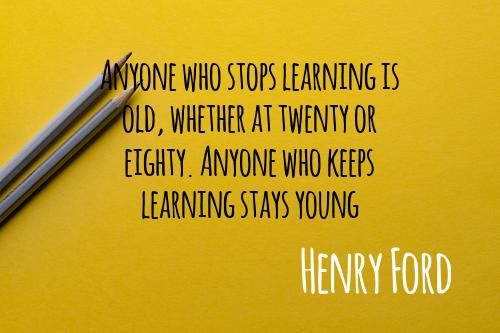 Anyone who stops learning is
old, whether at twenty or
eighty. Anyone who keeps
learning stays young
Henry Ford